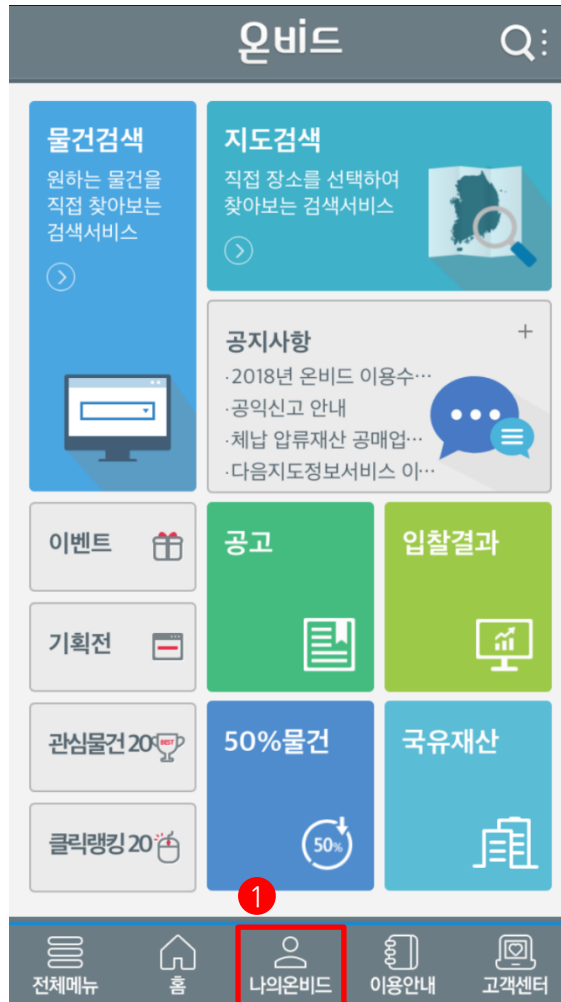 온비드
물건검색
원하는 물건을
직접 찾아보는
검색서비스
지도검색
직접 장소를 선택하여
찾아보는 검색서비스
공지사항
+
·2018년 온비드 이용수…
·공익신고 안내
·체납 압류재산 공매업…
·다음지도정보서비스 이…
이벤트
공고
입찰결과
기획전
관심물건 20
BEST
50%물건
국유재산
클릭랭킹 20
50%
1
전체메뉴
홈
나의온비드
이용안내
고객센터